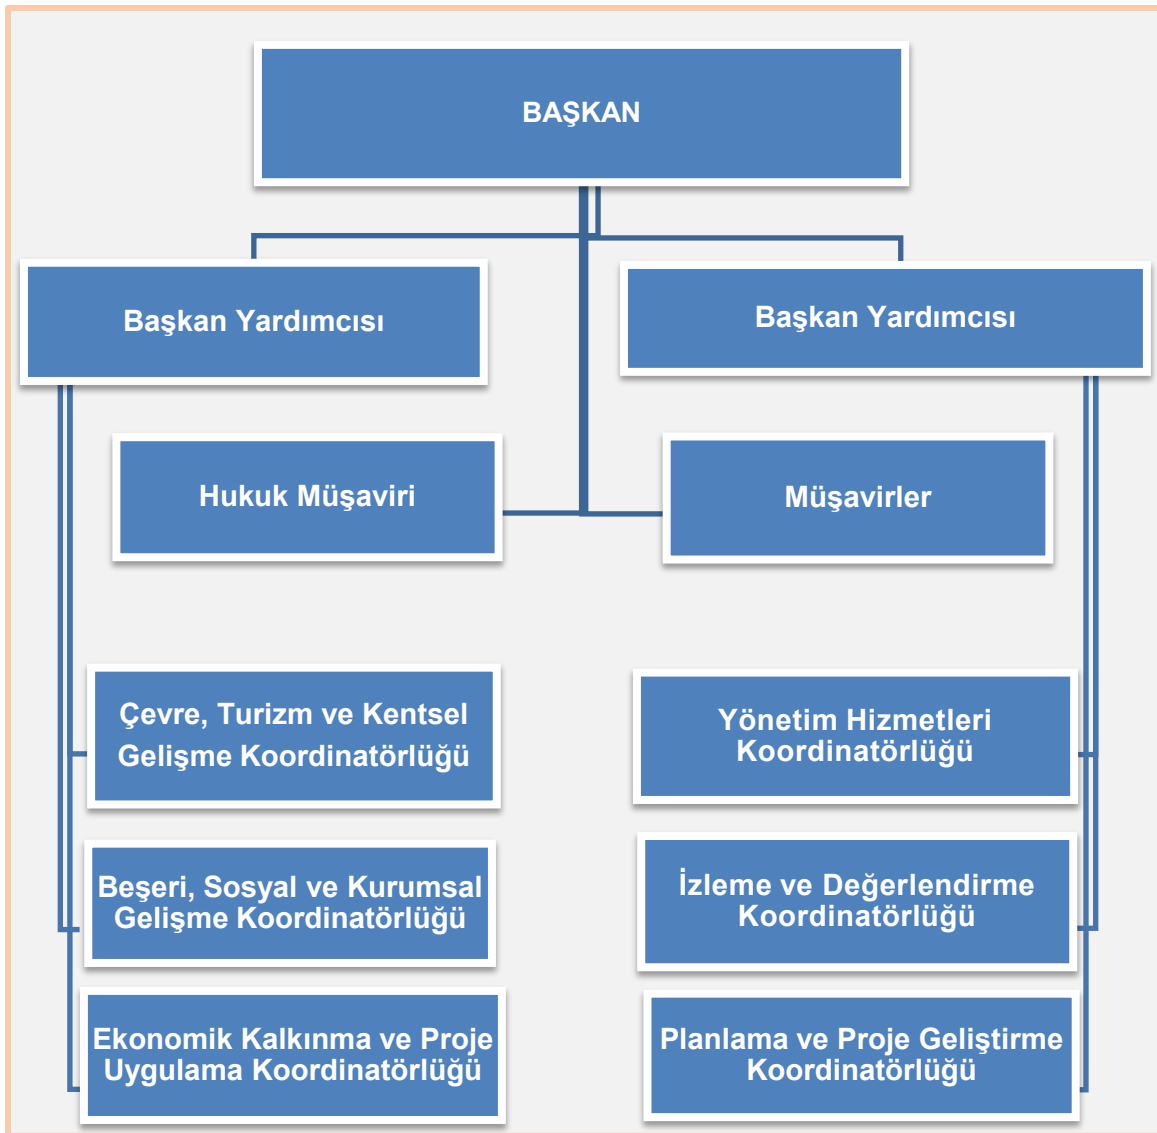 BAŞKAN
Başkan Yardımcısı
Başkan Yardımcısı
Hukuk Müşaviri
Müşavirler
Çevre, Turizm ve Kentsel
Gelişme Koordinatörlüğü
Yönetim Hizmetleri
Koordinatörlüğü
Beşeri, Sosyal ve Kurumsal
Gelişme Koordinatörlüğü
İzleme ve Değerlendirme
Koordinatörlüğü
Ekonomik Kalkınma ve Proje
Uygulama Koordinatörlüğü
Planlama ve Proje Geliştirme
Koordinatörlüğü